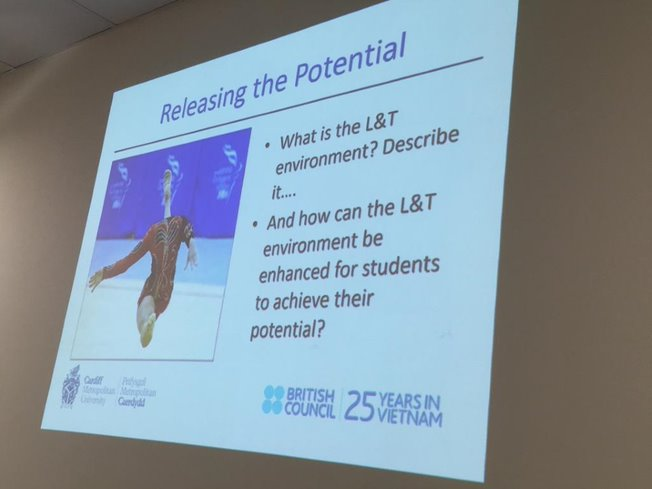 Releasing the Potential
• What is the L&T
environment? Describe
it....
• And how can the L&T
environment be
enhanced for students
to achieve their
potential?
Cardiff
Metropolitan
University
Prifysgol
Metropolitan
Caerdydd
BRITISH
COUNCIL
25 YEARS IN
VIETNAM